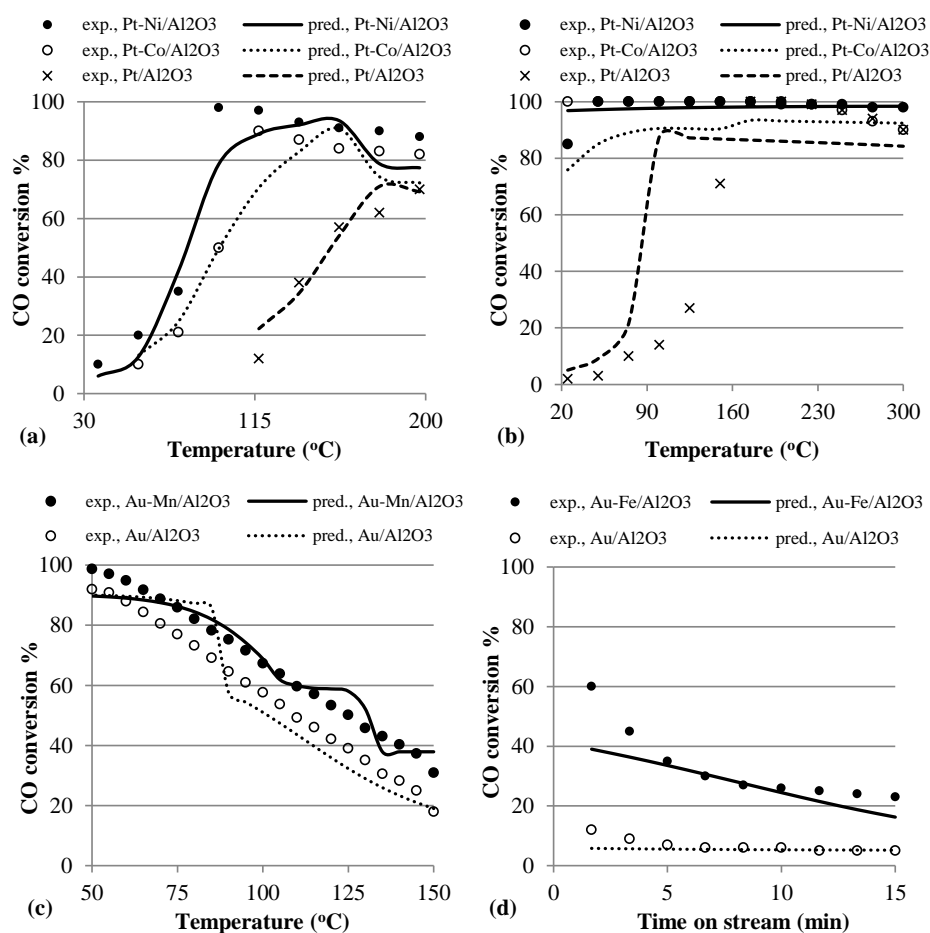 exp., Pt-Ni/Al2O3 pred., Pt-Ni/Al2O3
exp., Pt-Co/Al2O3 pred., Pt-Co/Al2O3
exp., Pt/Al2O3 pred., Pt/Al2O3
CO conversion %
100
80
60
40
20
0
30 115 200
(a) Temperature (°C)
exp., Pt-Ni/Al2O3 pred., Pt-Ni/Al2O3
exp., Pt-Co/Al2O3 pred., Pt-Co/Al2O3
exp., Pt/Al2O3 pred., Pt/Al2O3
CO conversion %
100
80
60
40
20
0
20 90 160 230 300
(b) Temperature (°C)
exp., Au-Mn/Al2O3 pred., Au-Mn/Al2O3
exp., Au/Al2O3 pred., Au/Al2O3
CO conversion %
100
80
60
40
20
0
50 75 100 125 150
(c) Temperature (°C)
exp., Au-Fe/Al2O3 pred., Au-Fe/Al2O3
exp., Au/Al2O3 pred., Au/Al2O3
CO conversion %
100
80
60
40
20
0
0 5 10 15
(d) Time on stream (min)